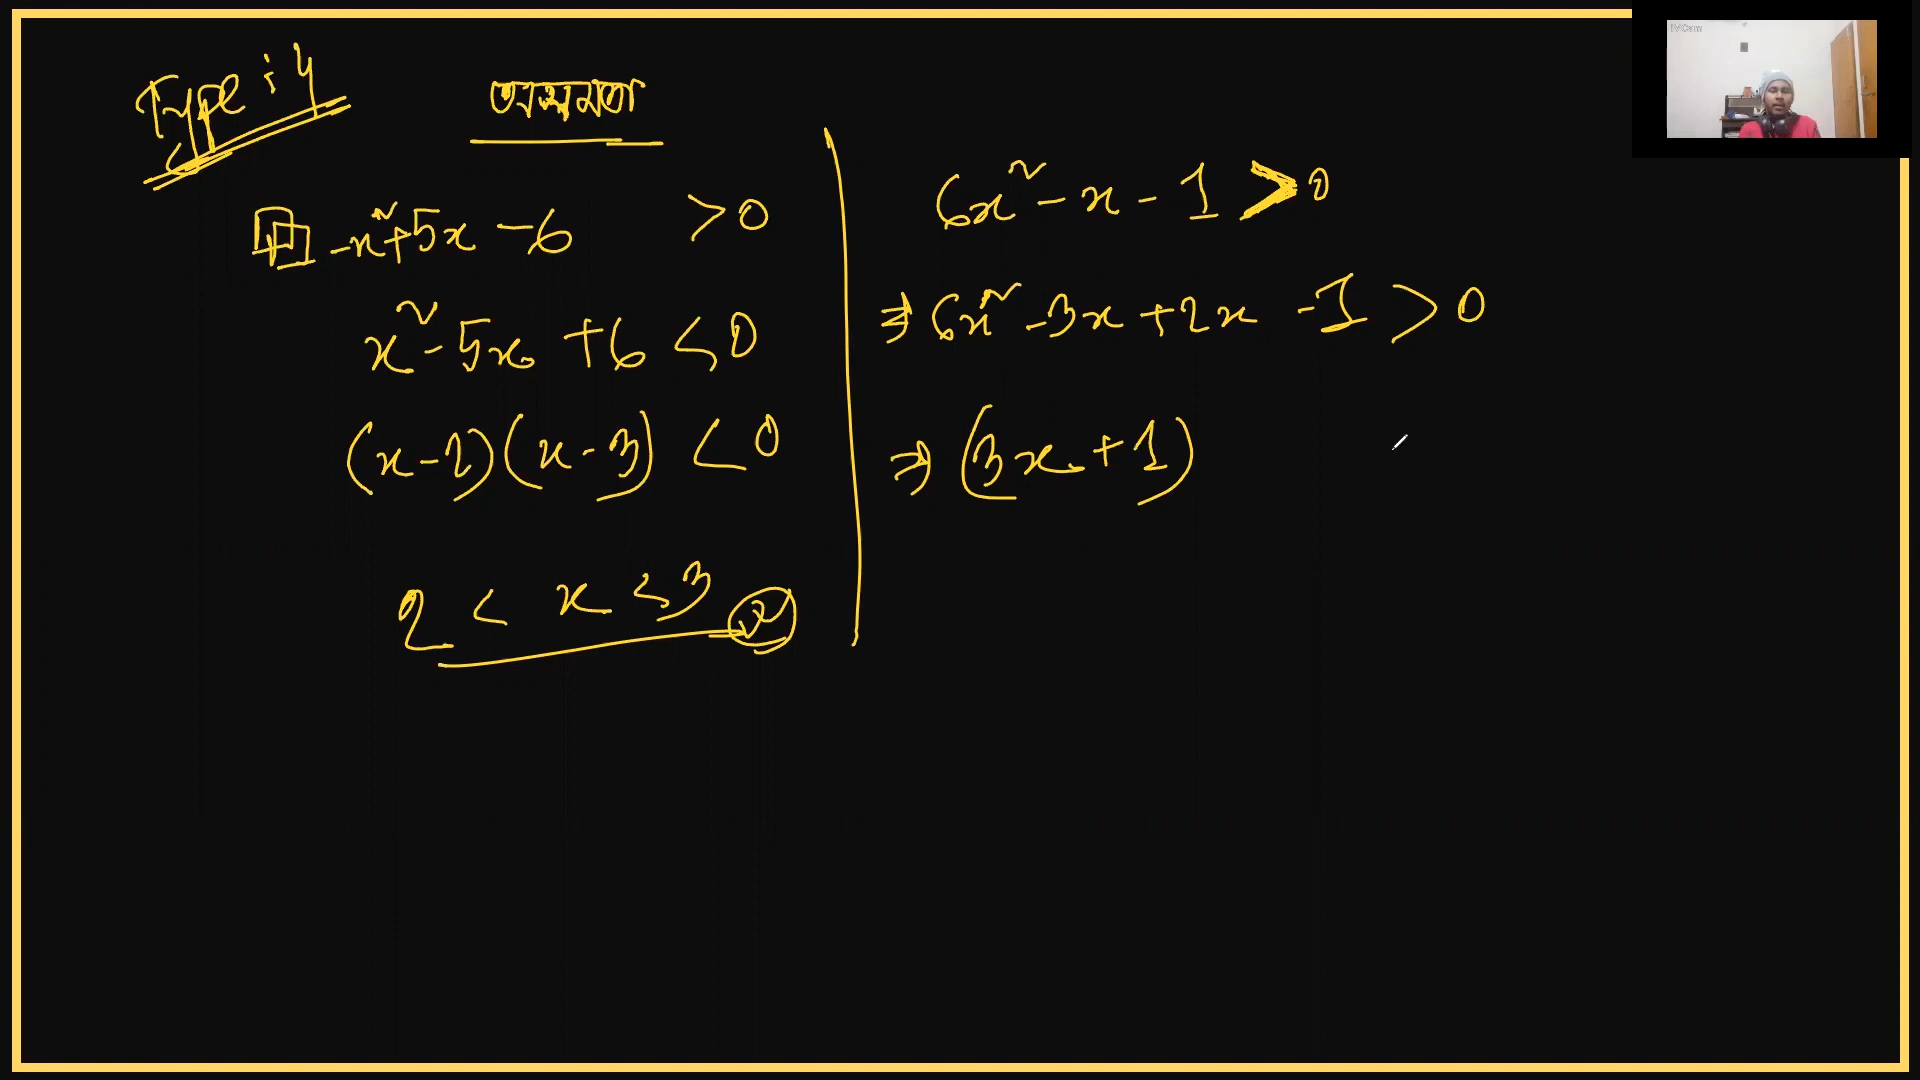 Type : 4
অসমতা
-x²+5x-6 >0
x²-5x+6<0
(x-2)(x-3) <0
2 < x < 3
6x²-x-1>0
⇒ 6x²-3x+2x-1>0
⇒ (3x+1)